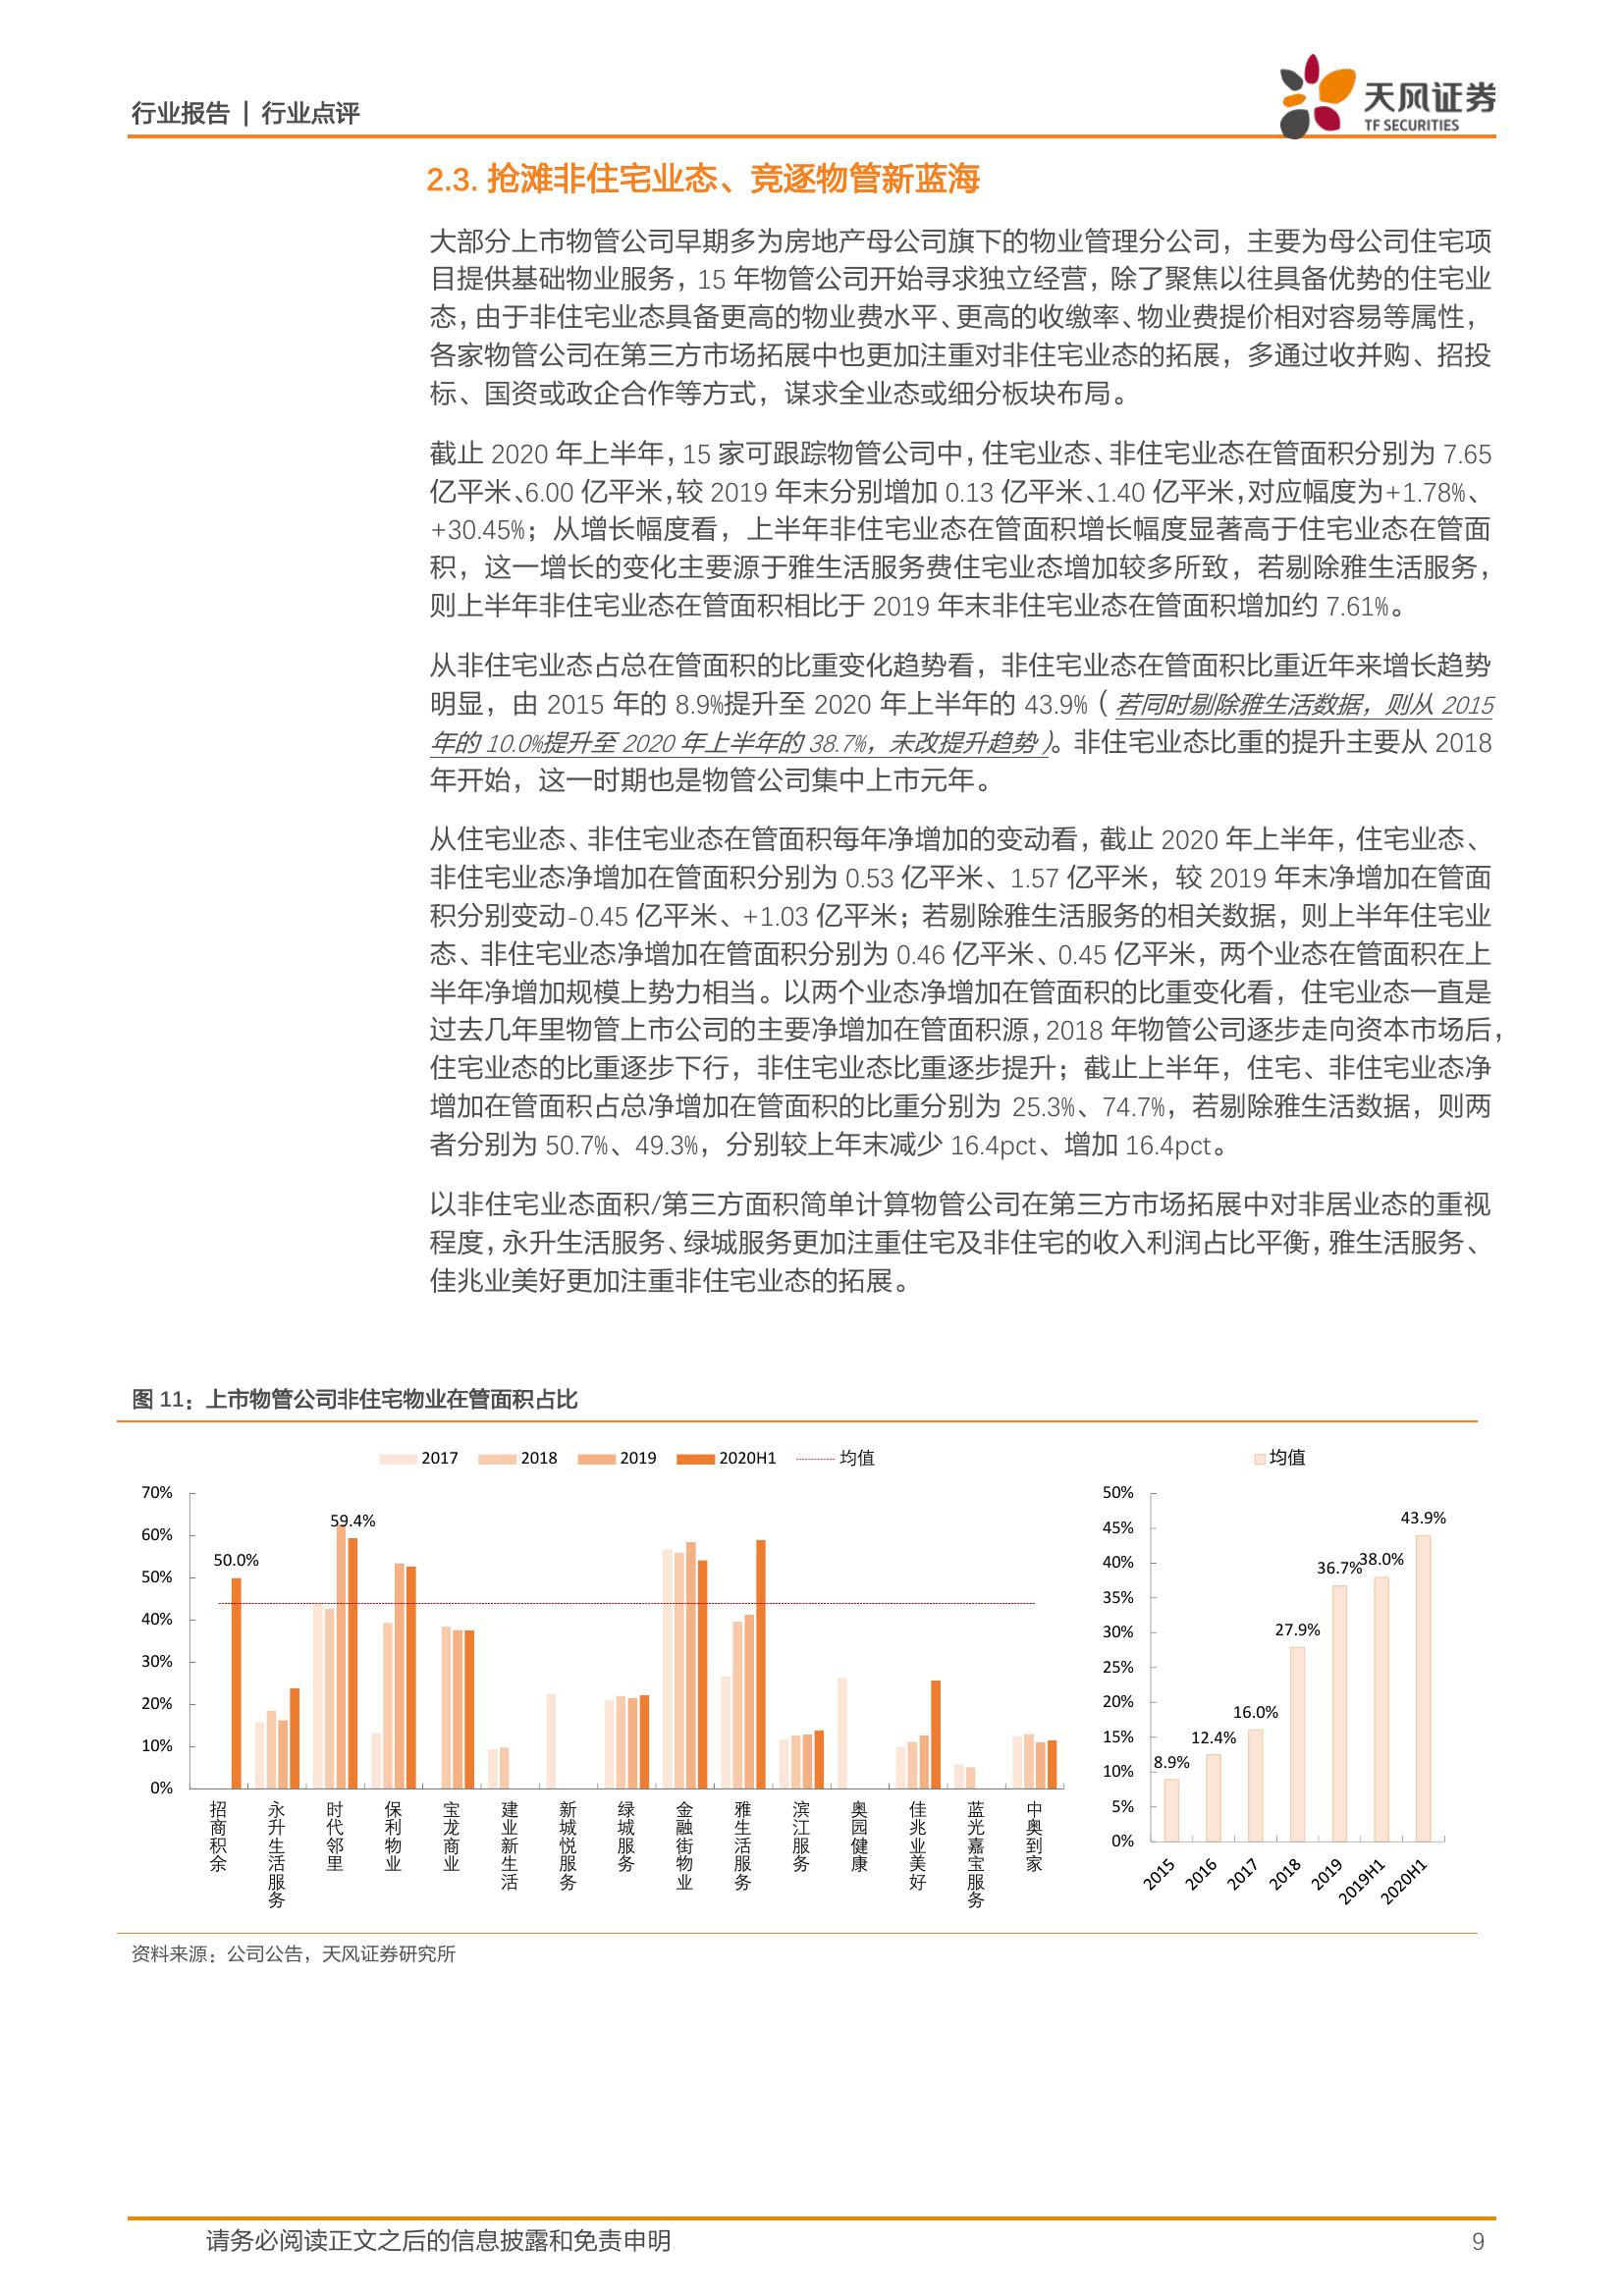 行业报告 | 行业点评
天风证券
TF SECURITIES
2.3. 抢滩非住宅业态、竞逐物管新蓝海
大部分上市物管公司早期多为房地产母公司旗下的物业管理分公司，主要为母公司住宅项
目提供基础物业服务，15 年物管公司开始寻求独立经营，除了聚焦以往具备优势的住宅业
态，由于非住宅业态具备更高的物业费水平、更高的收缴率、物业费提价相对容易等属性，
各家物管公司在第三方市场拓展中也更加注重对非住宅业态的拓展，多通过收并购、招投
标、国资或政企合作等方式，谋求全业态或细分板块布局。
截止 2020 年上半年，15 家可跟踪物管公司中，住宅业态、非住宅业态在管面积分别为 7.65
亿平米、6.00 亿平米，较 2019 年末分别增加 0.13 亿平米、1.40 亿平米，对应幅度为+1.78%、
+30.45%；从增长幅度看，上半年非住宅业态在管面积增长幅度显著高于住宅业态在管面
积，这一增长的变化主要源于雅生活服务费住宅业态增加较多所致，若剔除雅生活服务，
则上半年非住宅业态在管面积相比于 2019 年末非住宅业态在管面积增加约 7.61%。
从非住宅业态占总在管面积的比重变化趋势看，非住宅业态在管面积比重近年来增长趋势
明显，由 2015 年的 8.9%提升至 2020 年上半年的 43.9%（若同时剔除雅生活数据，则从 2015
年的 10.0%提升至 2020 年上半年的 38.7%，未改提升趋势）。非住宅业态比重的提升主要从 2018
年开始，这一时期也是物管公司集中上市元年。
从住宅业态、非住宅业态在管面积每年净增加的变动看，截止 2020 年上半年，住宅业态、
非住宅业态净增加在管面积分别为 0.53 亿平米、1.57 亿平米，较 2019 年末净增加在管面
积分别变动-0.45 亿平米、+1.03 亿平米；若剔除雅生活服务的相关数据，则上半年住宅业
态、非住宅业态净增加在管面积分别为 0.46 亿平米、0.45 亿平米，两个业态在管面积在上
半年净增加规模上势力相当。以两个业态净增加在管面积的比重变化看，住宅业态一直是
过去几年里物管上市公司的主要净增加在管面积源，2018 年物管公司逐步走向资本市场后，
住宅业态的比重逐步下行，非住宅业态比重逐步提升；截止上半年，住宅、非住宅业态净
增加在管面积占总净增加在管面积的比重分别为 25.3%、74.7%，若剔除雅生活数据，则两
者分别为 50.7%、49.3%，分别较上年末减少 16.4pct、增加 16.4pct。
以非住宅业态面积/第三方面积简单计算物管公司在第三方市场拓展中对非居业态的重视
程度，永升生活服务、绿城服务更加注重住宅及非住宅的收入利润占比平衡，雅生活服务、
佳兆业美好更加注重非住宅业态的拓展。
图 11：上市物管公司非住宅物业在管面积占比
2017 2018 2019 2020H1 均值
70%
60%
50%
40%
30%
20%
10%
0%
50.0%
59.4%
招商积余
永升生活服务
时代邻里
保利物业
宝龙商业
建业新生活
新城悦服务
绿城服务
金融街物业
雅生活服务
滨江服务
奥园健康
佳兆业美好
蓝光嘉宝服务
中奥到家
均值
50%
45%
40%
35%
30%
25%
20%
15%
10%
5%
0%
8.9%
12.4%
16.0%
27.9%
36.7%
38.0%
43.9%
2015
2016
2017
2018
2019
2019H1
2020H1
资料来源：公司公告，天风证券研究所
请务必阅读正文之后的信息披露和免责申明
9